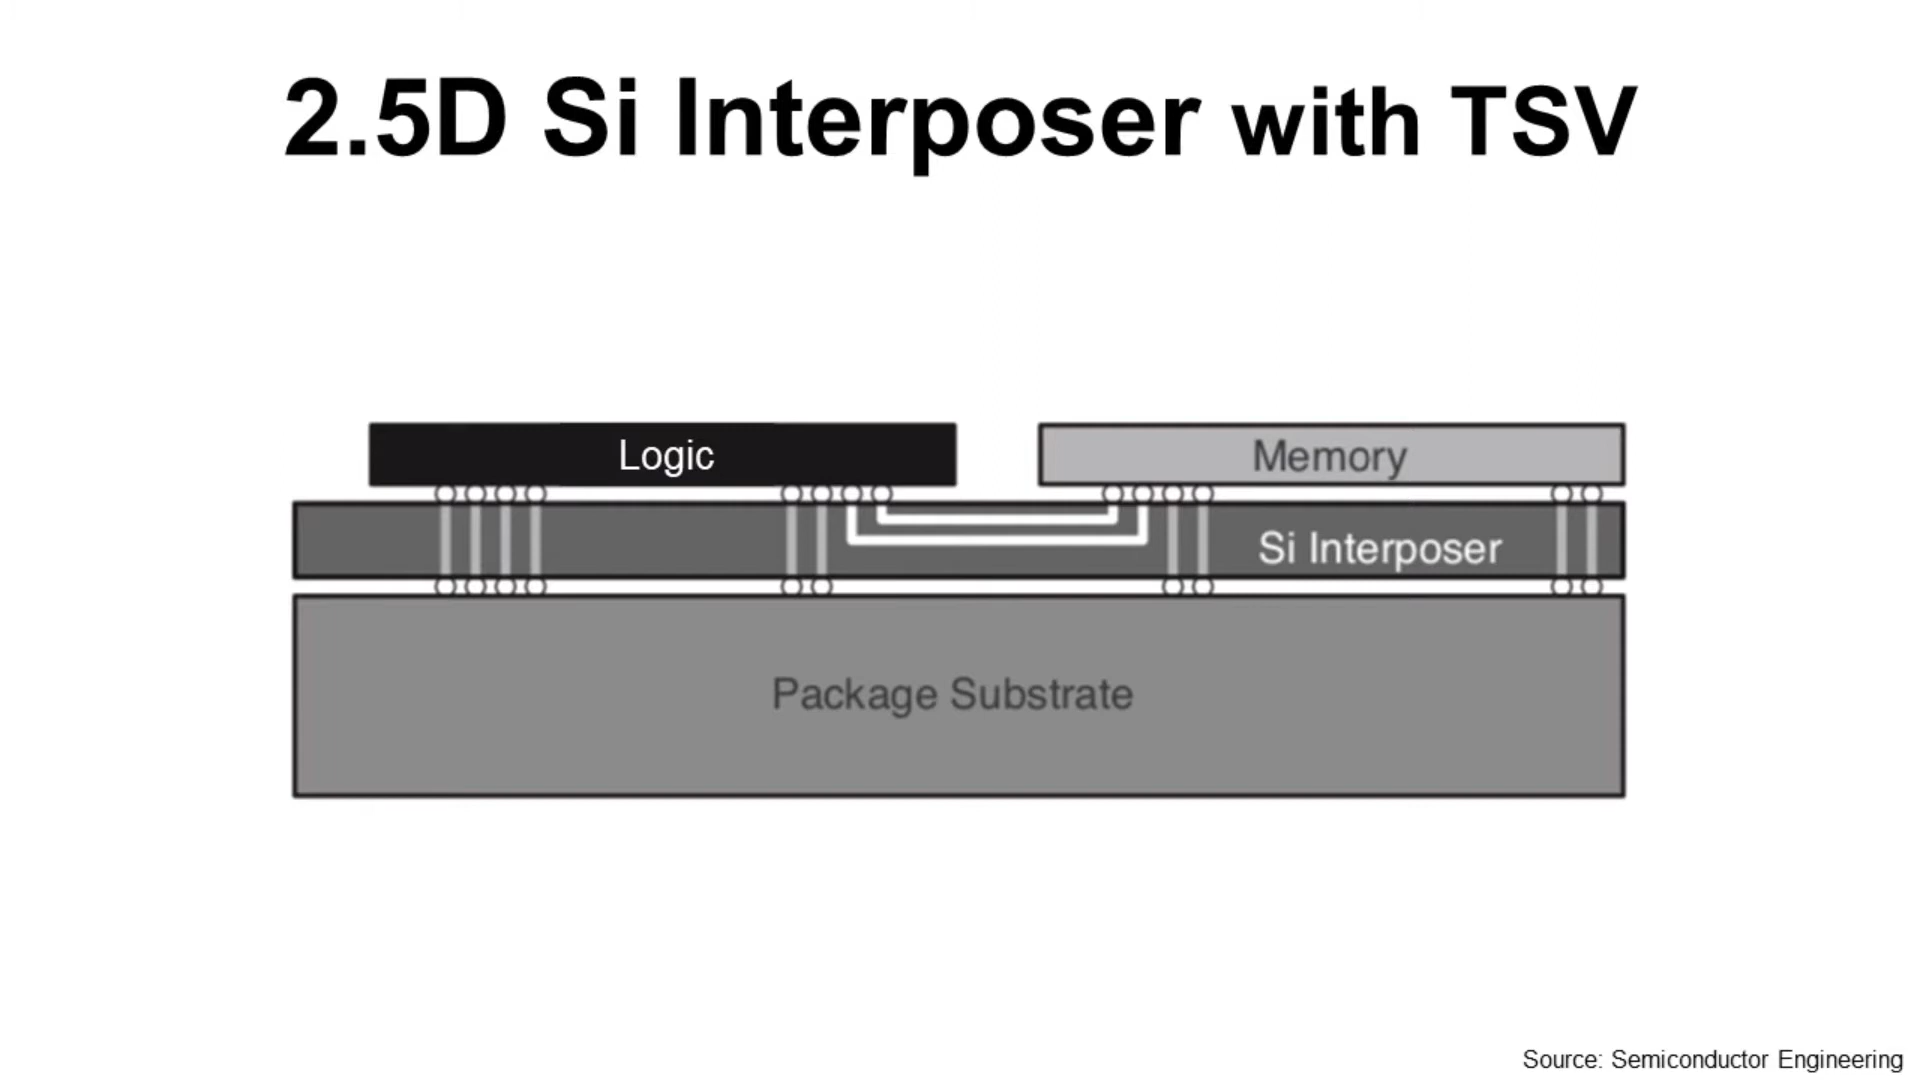 2.5D Si Interposer with TSV
Logic
Memory
Si Interposer
Package Substrate
Source: Semiconductor Engineering